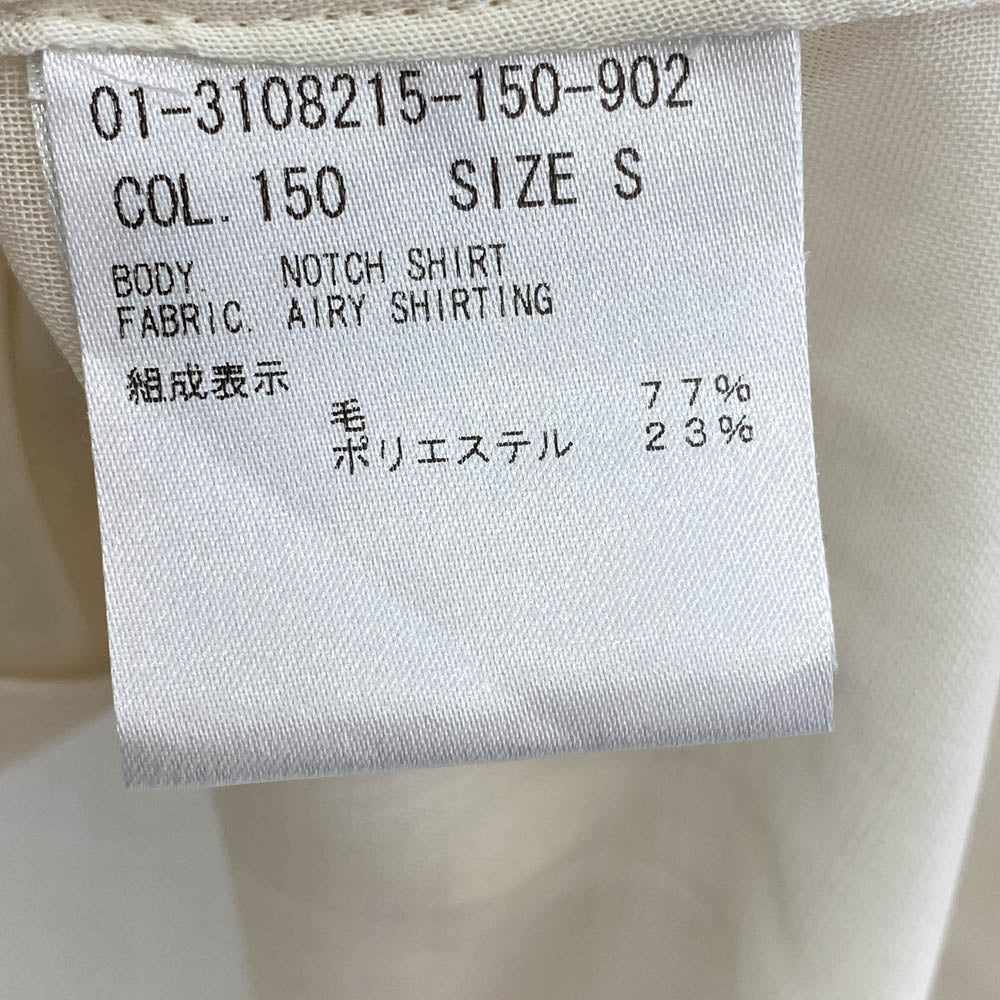 01-3108215-150-902
COL. 150 SIZE S
BODY. NOTCH SHIRT
FABRIC. AIRY SHIRTING
組成表示
毛 77%
ポリエステル 23%